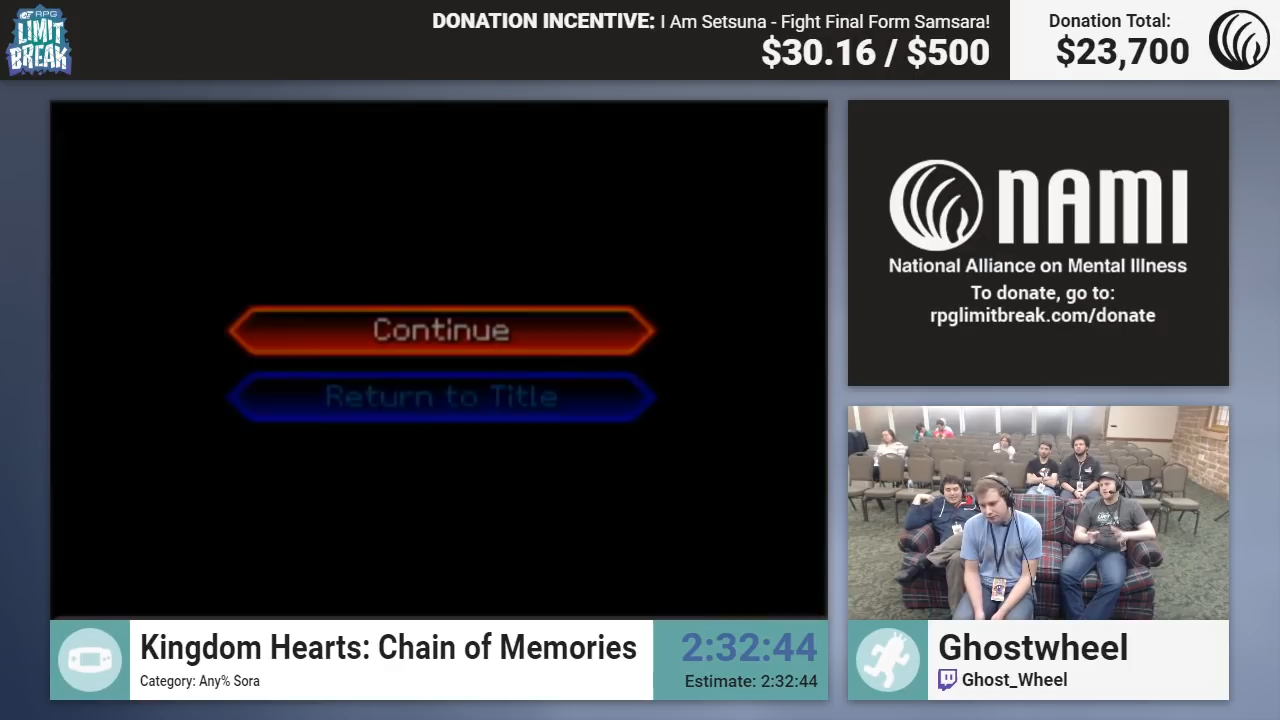 RPG
LIMIT
BREAK
DONATION INCENTIVE: I Am Setsuna - Fight Final Form Samsara!
$30.16 / $500
Donation Total:
$23,700
Continue
Return to Title
NAMI
National Alliance on Mental Illness
To donate, go to:
rpglimitbreak.com/donate
Kingdom Hearts: Chain of Memories
Category: Any% Sora
2:32:44
Estimate: 2:32:44
Ghostwheel
Ghost_Wheel